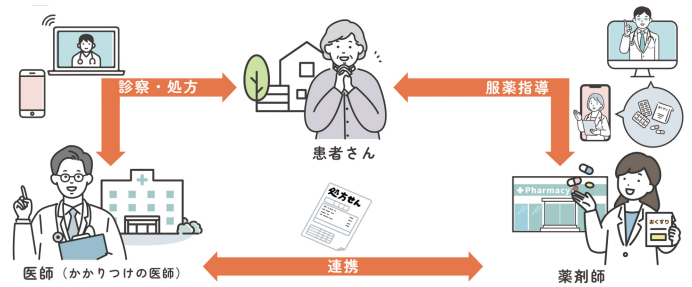 診察・処方
服薬指導
患者さん
処方せん
Pharmacy
おくすり
医師(かかりつけの医師)
連携
薬剤師